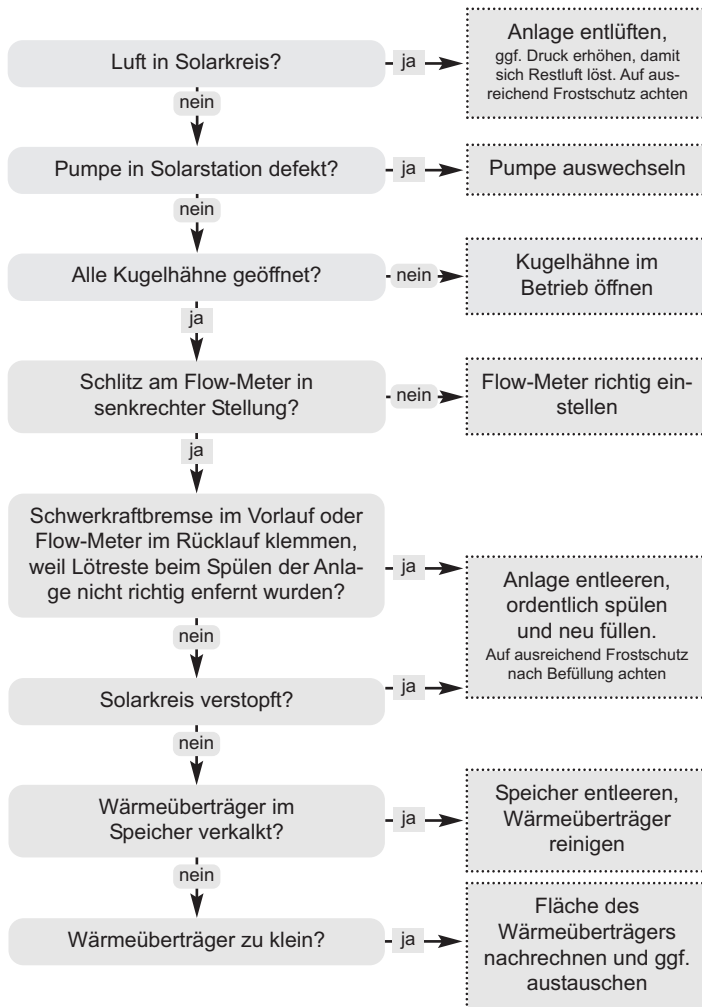 Luft in Solarkreis?
ja
Anlage entlüften,
ggf. Druck erhöhen, damit
sich Restluft löst. Auf aus-
reichend Frostschutz achten
nein
Pumpe in Solarstation defekt?
ja
Pumpe auswechseln
nein
Alle Kugelhähne geöffnet?
nein
Kugelhähne im
Betrieb öffnen
ja
Schlitz am Flow-Meter in
senkrechter Stellung?
nein
Flow-Meter richtig ein-
stellen
ja
Schwerkraftbremse im Vorlauf oder
Flow-Meter im Rücklauf klemmen,
weil Lötreste beim Spülen der Anla-
ge nicht richtig enfernt wurden?
ja
Anlage entleeren,
ordentlich spülen
und neu füllen.
Auf ausreichend Frostschutz
nach Befüllung achten
nein
Solarkreis verstopft?
ja
nein
Wärmeüberträger im
Speicher verkalkt?
ja
Speicher entleeren,
Wärmeüberträger
reinigen
nein
Wärmeüberträger zu klein?
ja
Fläche des
Wärmeüberträgers
nachrechnen und ggf.
austauschen